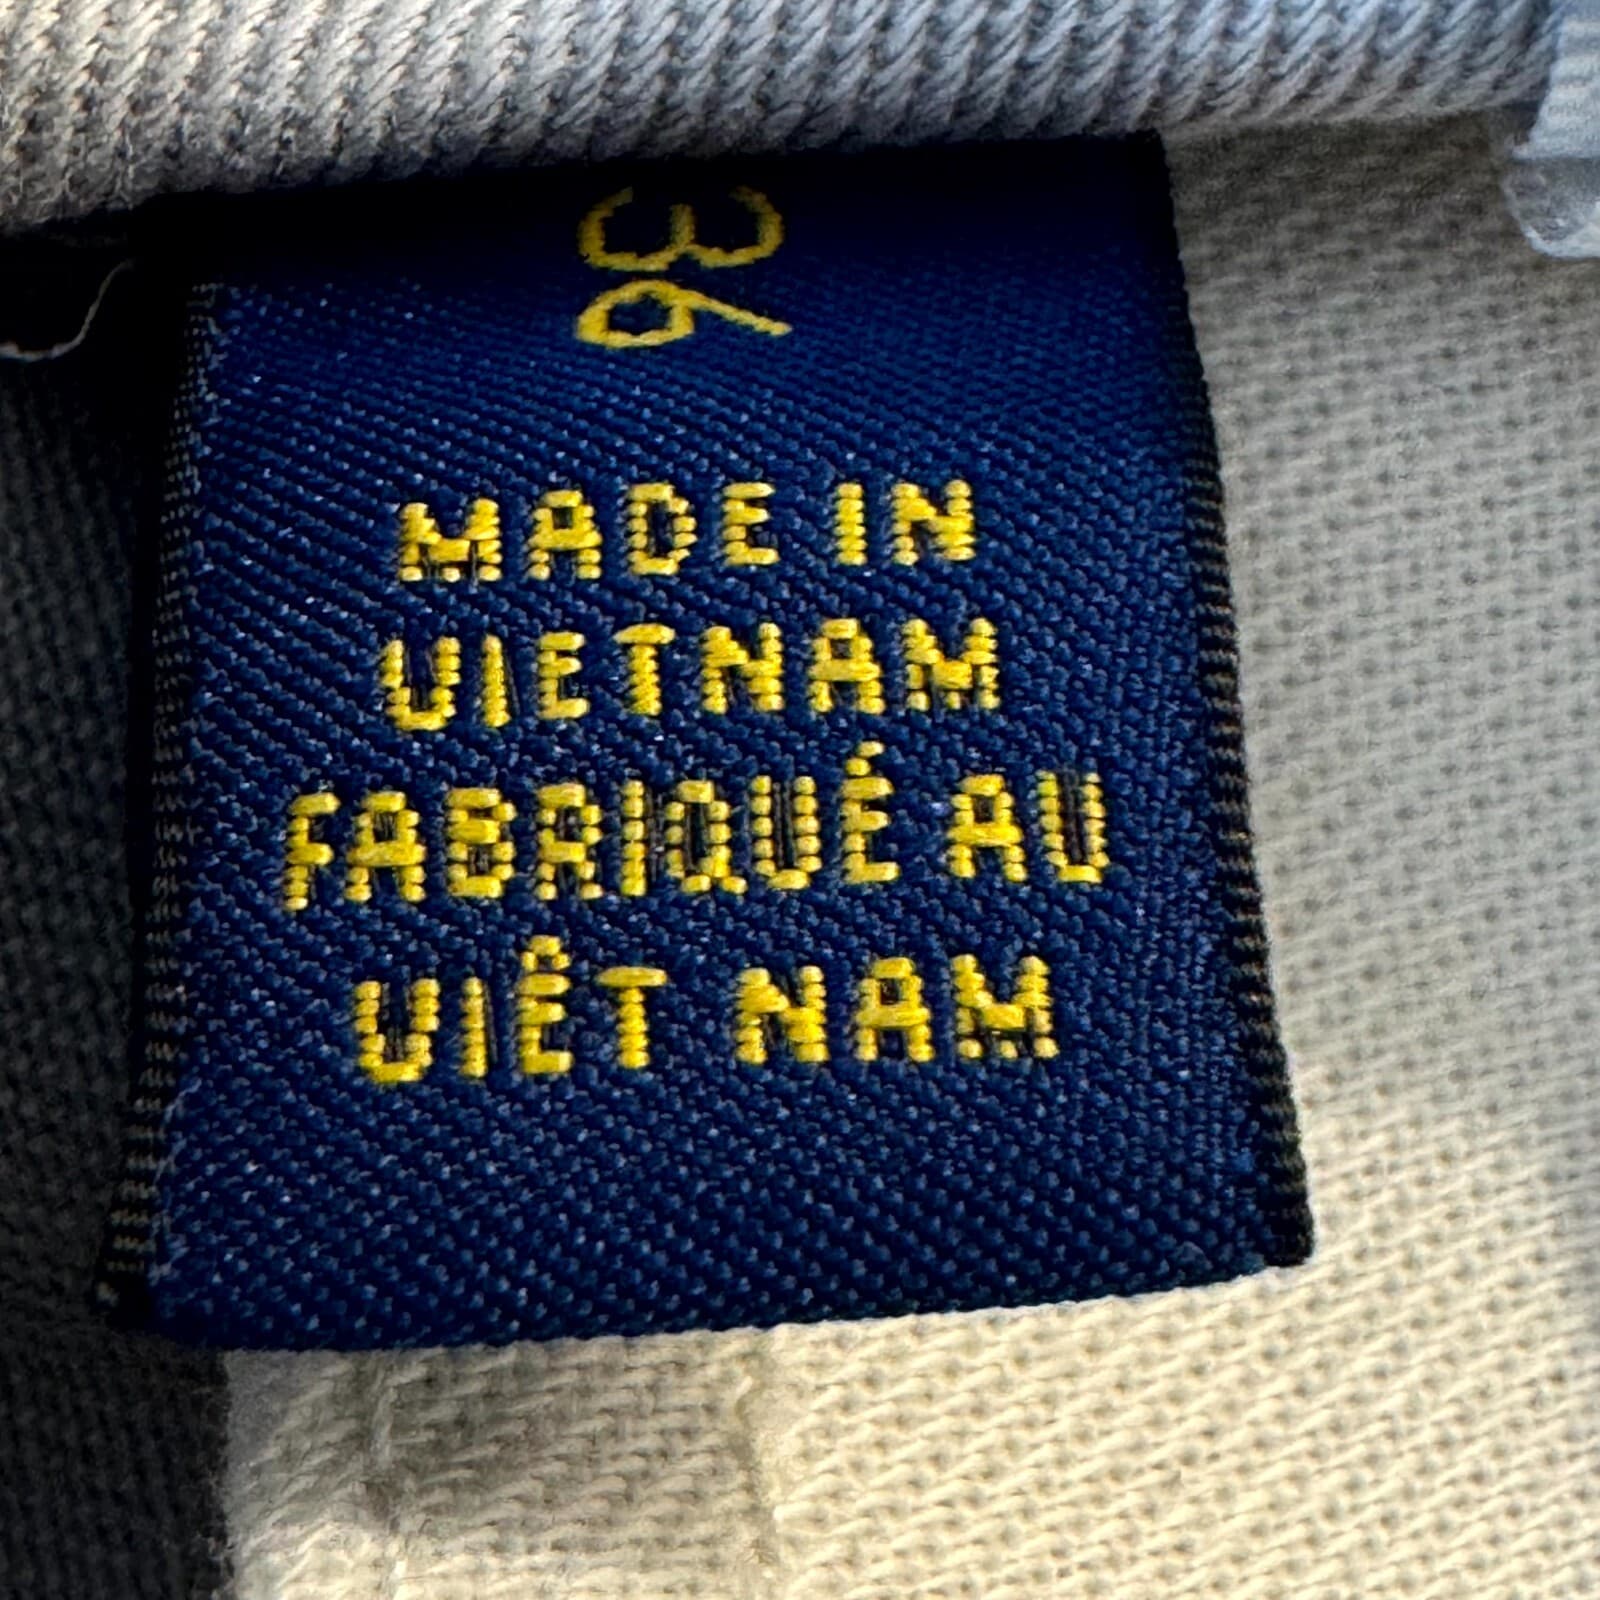 36
MADE IN
VIETNAM
FABRIQUÉ AU
VIÊT NAM